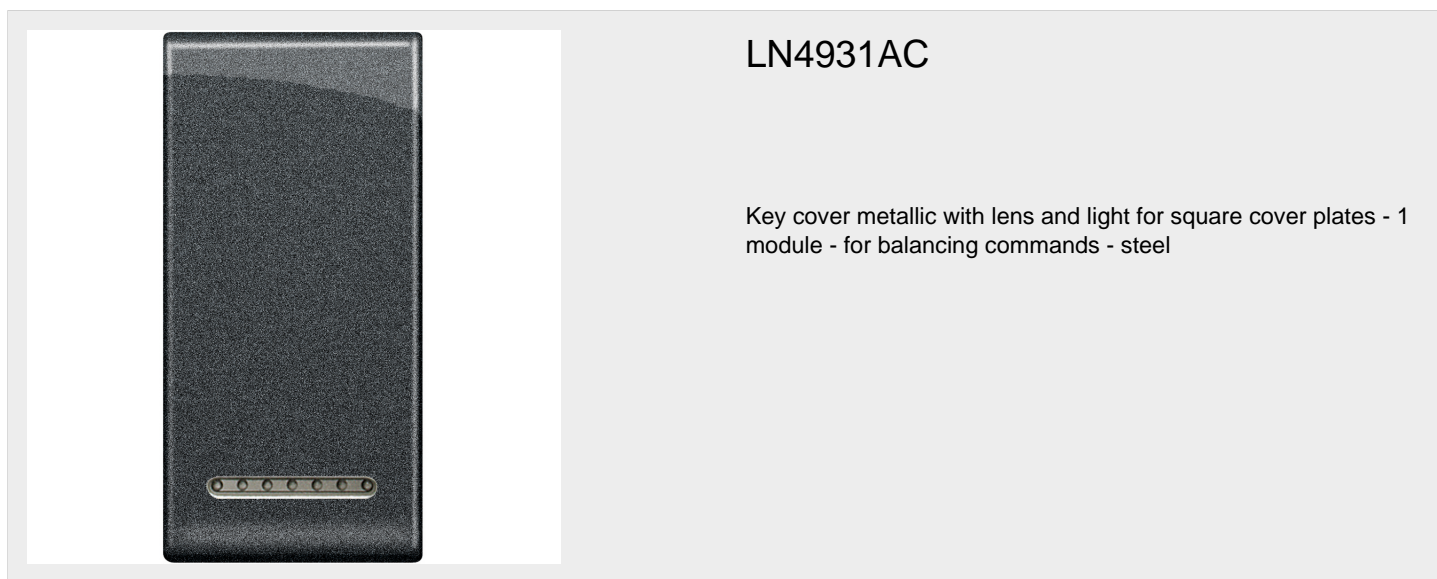 LN4931AC
Key cover metallic with lens and light for square cover plates - 1
module - for balancing commands - steel